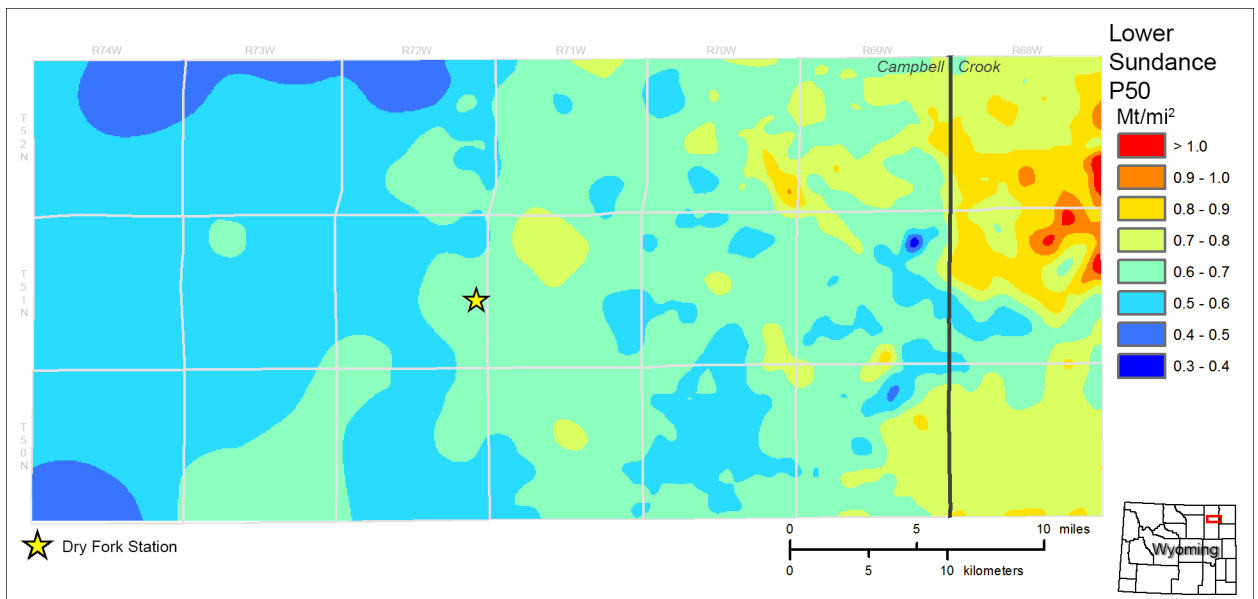 R74W R73W R72W R71W R70W R69W R68W
Campbell Crook
T52N
T51N
T50N
Lower
Sundance
P50
Mt/mi²
> 1.0
0.9 - 1.0
0.8 - 0.9
0.7 - 0.8
0.6 - 0.7
0.5 - 0.6
0.4 - 0.5
0.3 - 0.4
Dry Fork Station
0 5 10 miles
0 5 10 kilometers
Wyoming